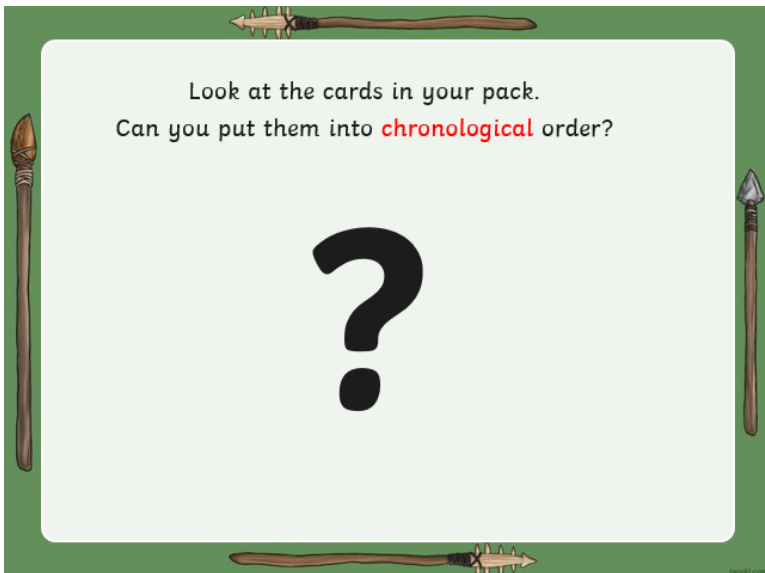 Look at the cards in your pack.
Can you put them into chronological order?
?